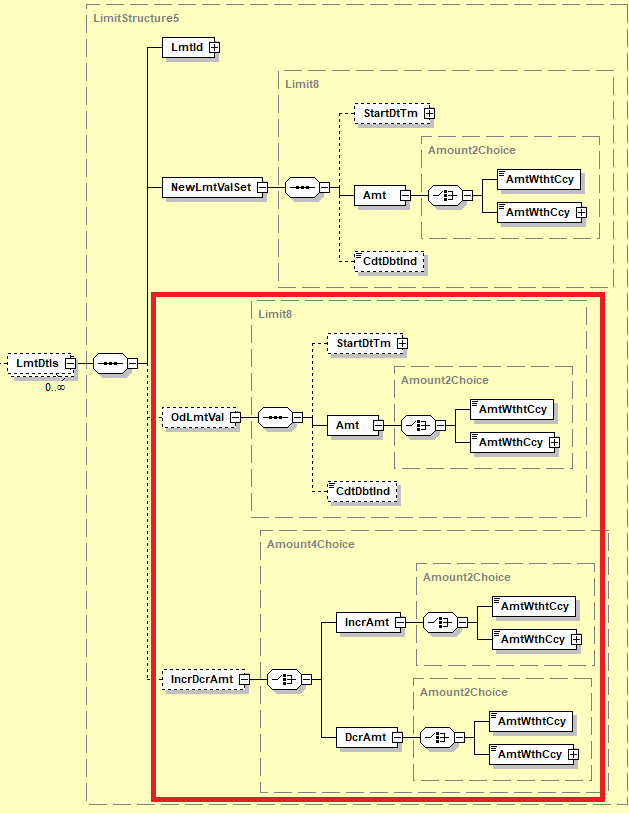 LimitStructure5
LmtId
Limit8
StartDtTm
Amount2Choice
AmtWthtCcy
NewLmtValSet
Amt
AmtWthCcy
CdtDbtInd
Limit8
StartDtTm
LmtDtls
0..∞
Amount2Choice
AmtWthtCcy
OdLmtVal
Amt
AmtWthCcy
CdtDbtInd
Amount4Choice
Amount2Choice
AmtWthtCcy
IncrAmt
AmtWthCcy
IncrDcrAmt
Amount2Choice
AmtWthtCcy
DcrAmt
AmtWthCcy